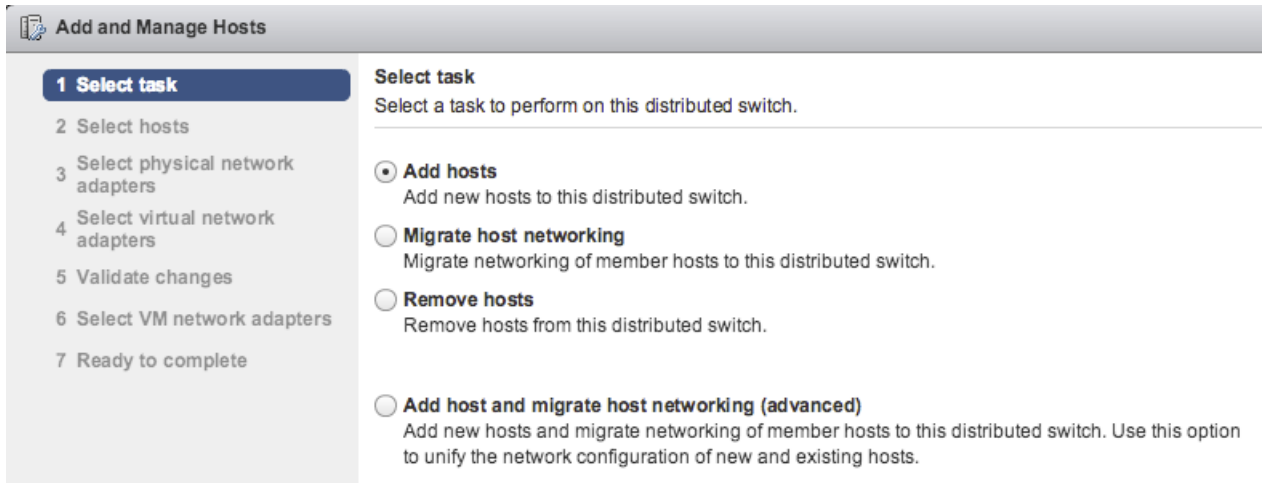 Add and Manage Hosts
1 Select task
2 Select hosts
3 Select physical network
adapters
4 Select virtual network
adapters
5 Validate changes
6 Select VM network adapters
7 Ready to complete
Select task
Select a task to perform on this distributed switch.
Add hosts
Add new hosts to this distributed switch.
Migrate host networking
Migrate networking of member hosts to this distributed switch.
Remove hosts
Remove hosts from this distributed switch.
Add host and migrate host networking (advanced)
Add new hosts and migrate networking of member hosts to this distributed switch. Use this option
to unify the network configuration of new and existing hosts.